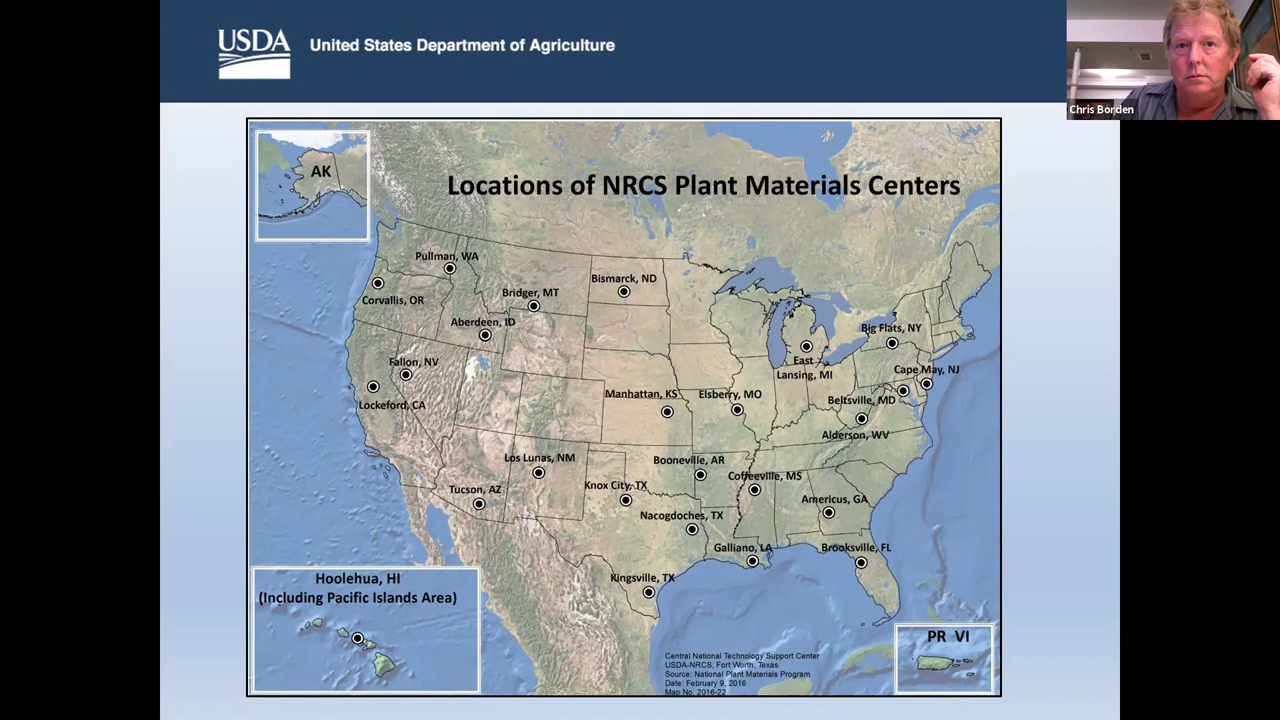 USDA
United States Department of Agriculture
Chris Borden
AK
Locations of NRCS Plant Materials Centers
Pullman, WA
Corvallis, OR
Bridger, MT
Bismarck, ND
Aberdeen, ID
Fallon, NV
Lockeford, CA
Manhattan, KS
Elsberry, MO
East
Lansing, MI
Big Flats, NY
Cape May, NJ
Beltsville, MD
Alderson, WV
Los Lunas, NM
Tucson, AZ
Knox City, TX
Booneville, AR
Coffeeville, MS
Americus, GA
Nacogdoches, TX
Galliano, LA
Brooksville, FL
Kingsville, TX
Hoolehua, HI
(Including Pacific Islands Area)
PR VI
Central National Technology Support Center
USDA-NRCS, Fort Worth, Texas
Source: National Plant Materials Program
Date: February 9, 2016
Map No. 2016-22